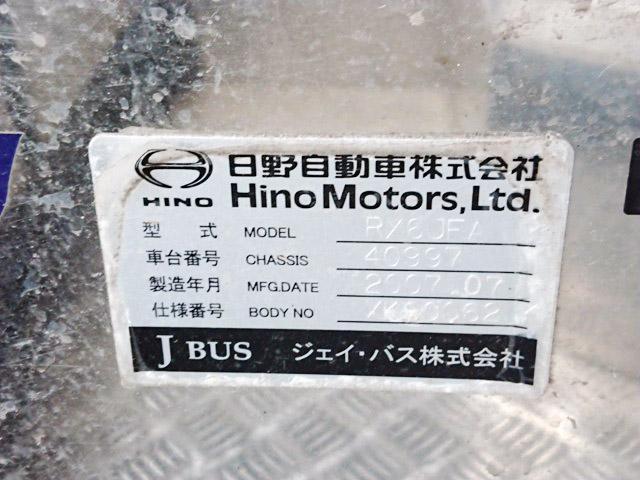 日野自動車株式会社
HINO Hino Motors, Ltd.
型式 MODEL
車台番号 CHASSIS 40997
製造年月 MFG.DATE 2007.07
仕様番号 BODY NO
J BUS ジェイ・バス株式会社